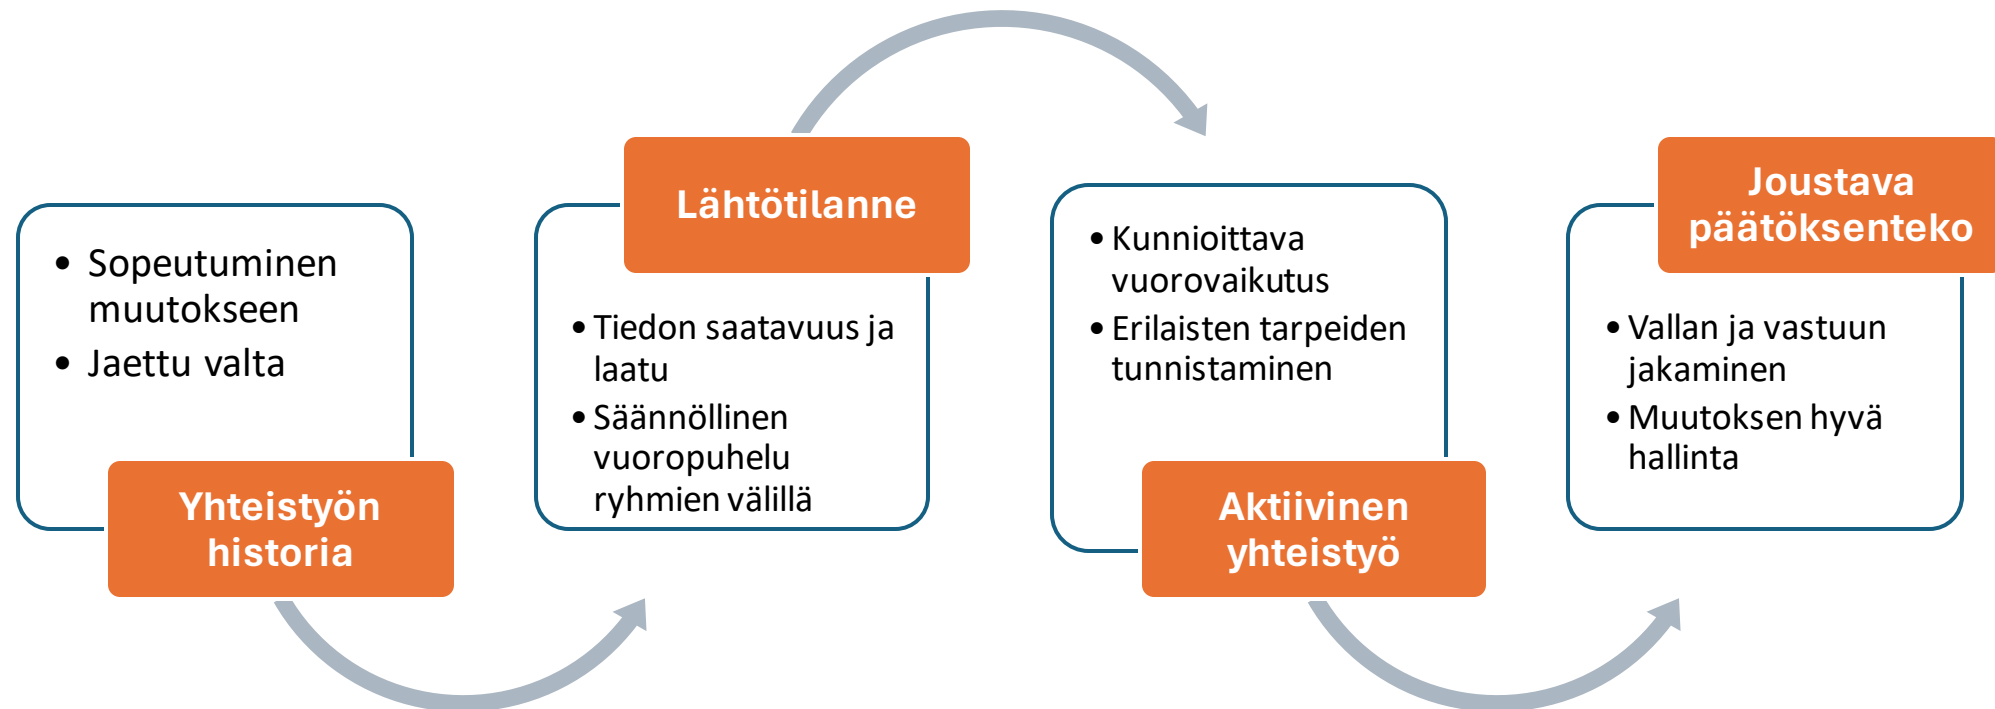 • Sopeutuminen
muutokseen
• Jaettu valta
Yhteistyön
historia
Lähtötilanne
• Tiedon saatavuus ja
laatu
• Säännöllinen
vuoropuhelu
ryhmien välillä
• Kunnioittava
vuorovaikutus
• Erilaisten tarpeiden
tunnistaminen
Aktiivinen
yhteistyö
Joustava
päätöksenteko
• Vallan ja vastuun
jakaminen
• Muutoksen hyvä
hallinta